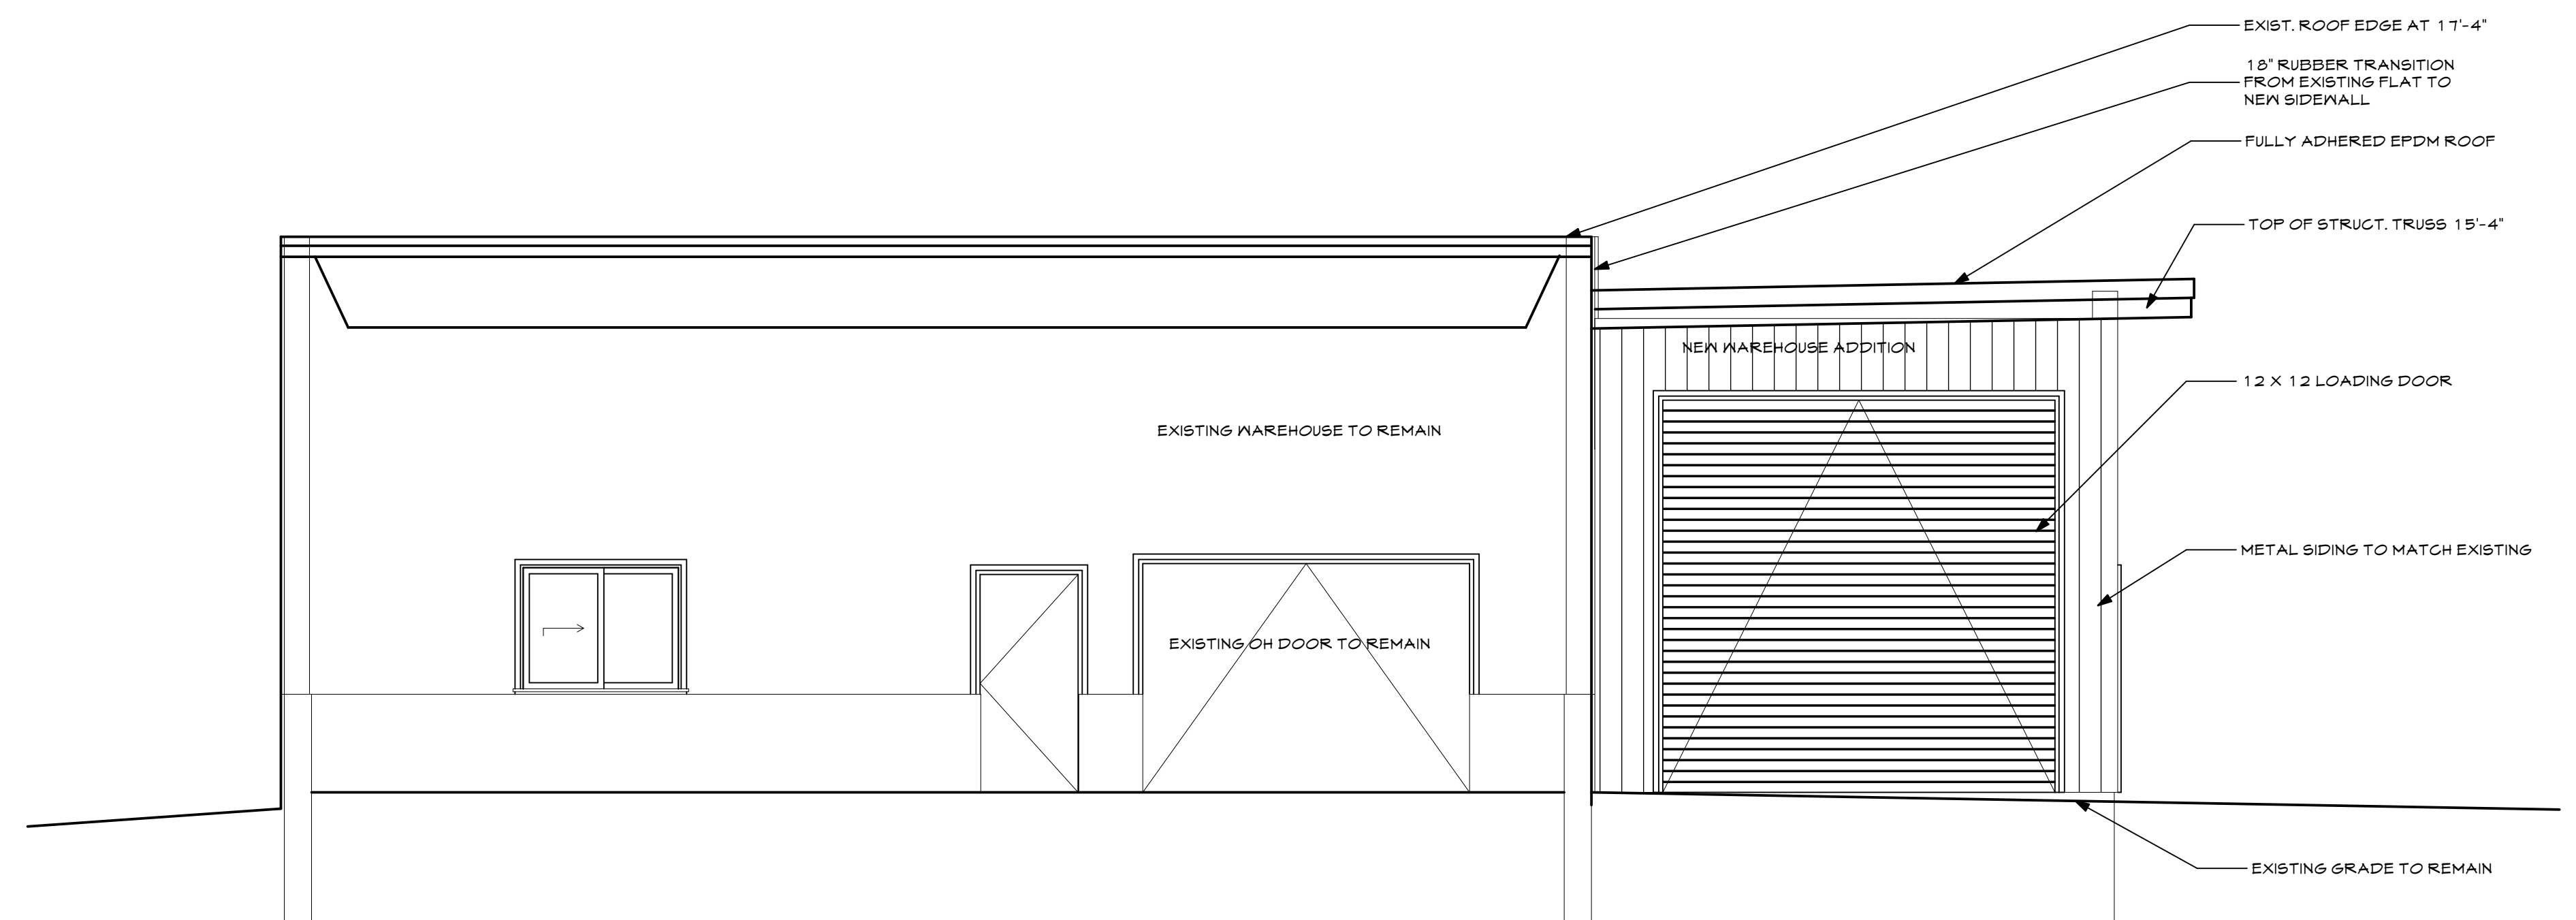 EXIST. ROOF EDGE AT 17'-4"
18" RUBBER TRANSITION
FROM EXISTING FLAT TO
NEW SIDEWALL
FULLY ADHERED EPDM ROOF
TOP OF STRUCT. TRUSS 15'-4"
NEW WAREHOUSE ADDITION
12 X 12 LOADING DOOR
EXISTING WAREHOUSE TO REMAIN
METAL SIDING TO MATCH EXISTING
EXISTING OH DOOR TO REMAIN
EXISTING GRADE TO REMAIN